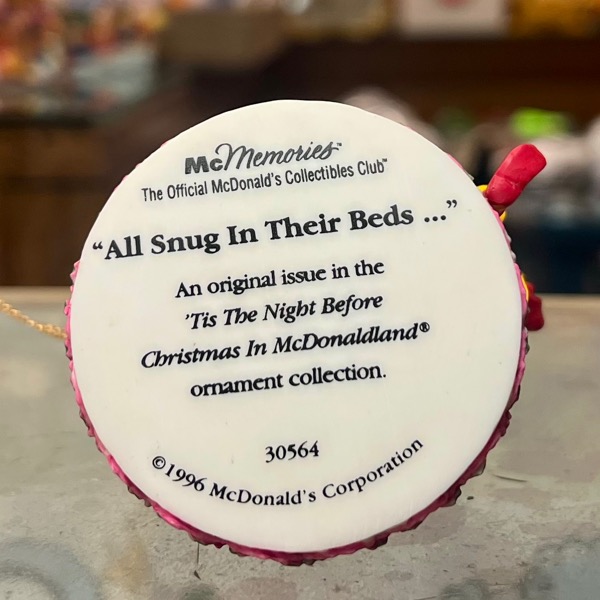 McMemories™
The Official McDonald's Collectibles Club™
“All Snug In Their Beds ...”
An original issue in the
'Tis The Night Before
Christmas In McDonaldland®
ornament collection.
30564
©1996 McDonald's Corporation